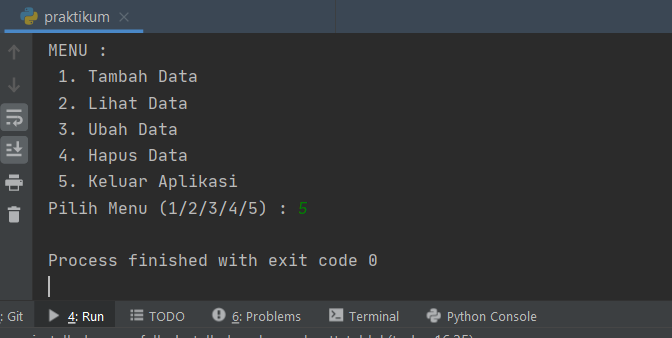 praktikum
MENU :
1. Tambah Data
2. Lihat Data
3. Ubah Data
4. Hapus Data
5. Keluar Aplikasi
Pilih Menu (1/2/3/4/5) : 5
Process finished with exit code 0
: Git
4: Run
TODO
6: Problems
Terminal
Python Console